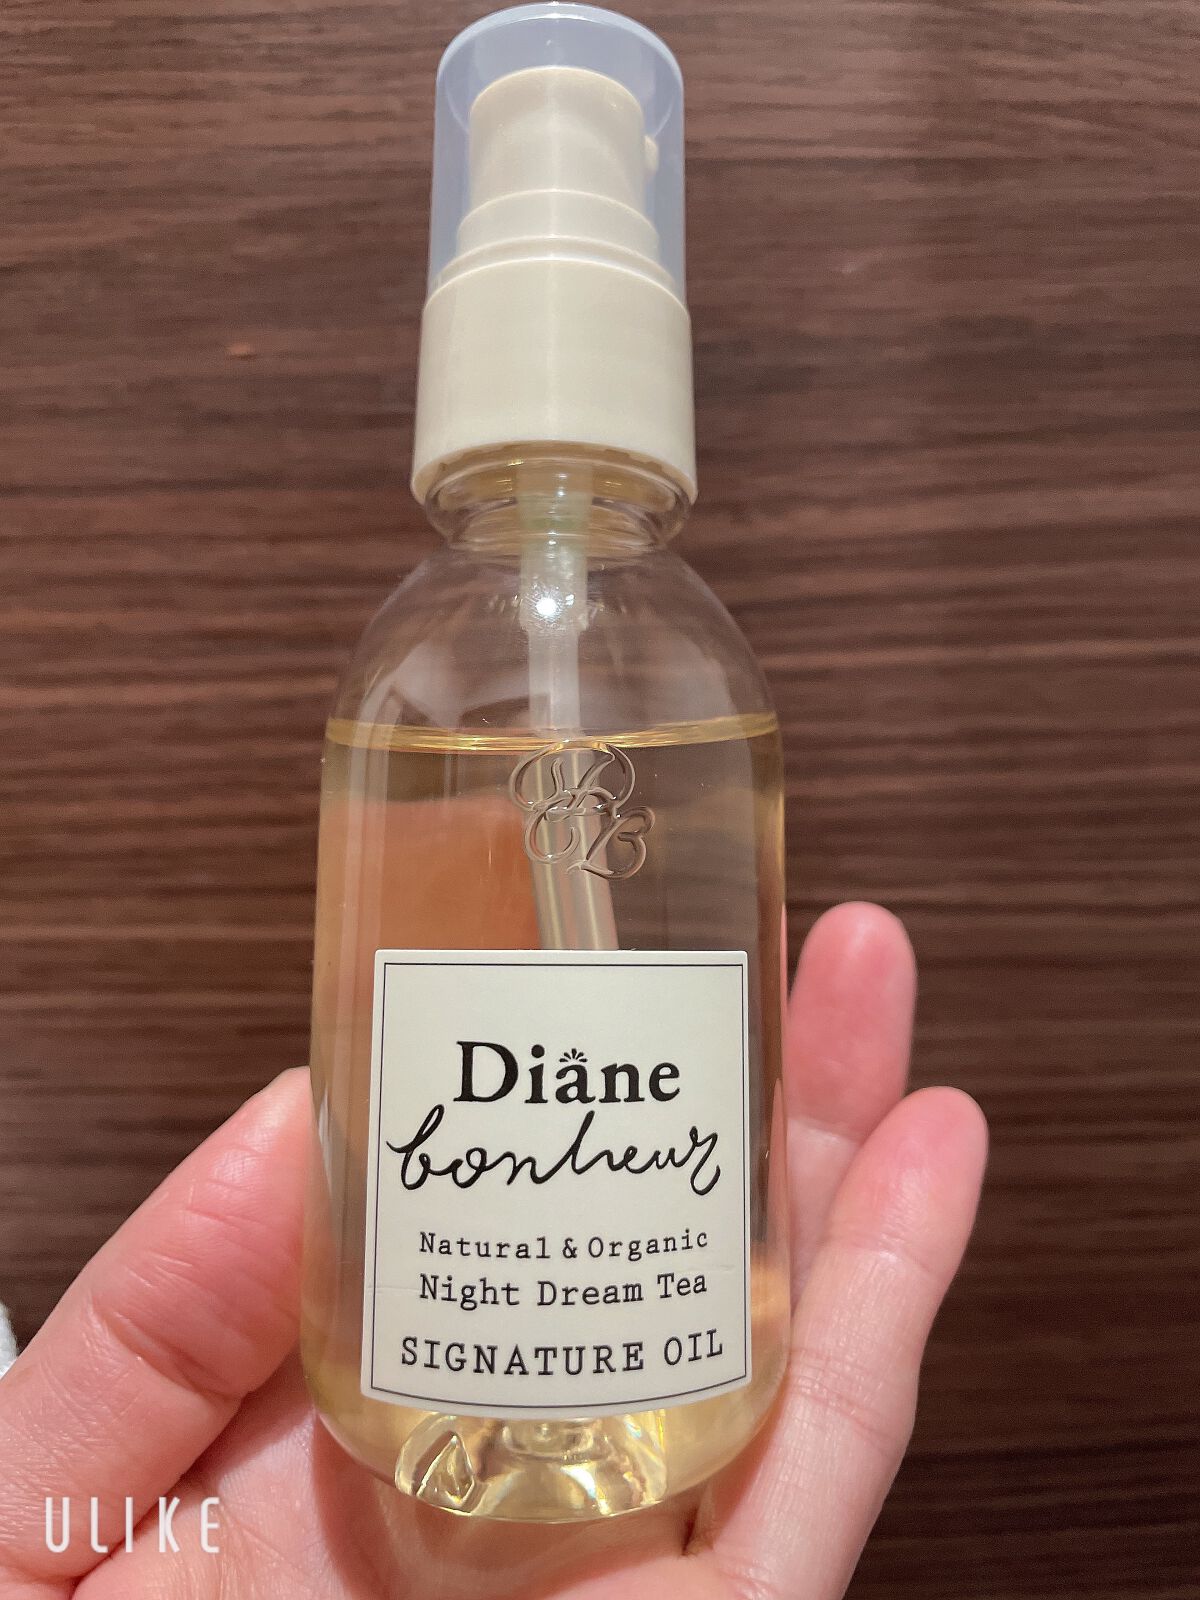 Diane
bonheur
Natural & Organic
Night Dream Tea
SIGNATURE OIL
ULIKE